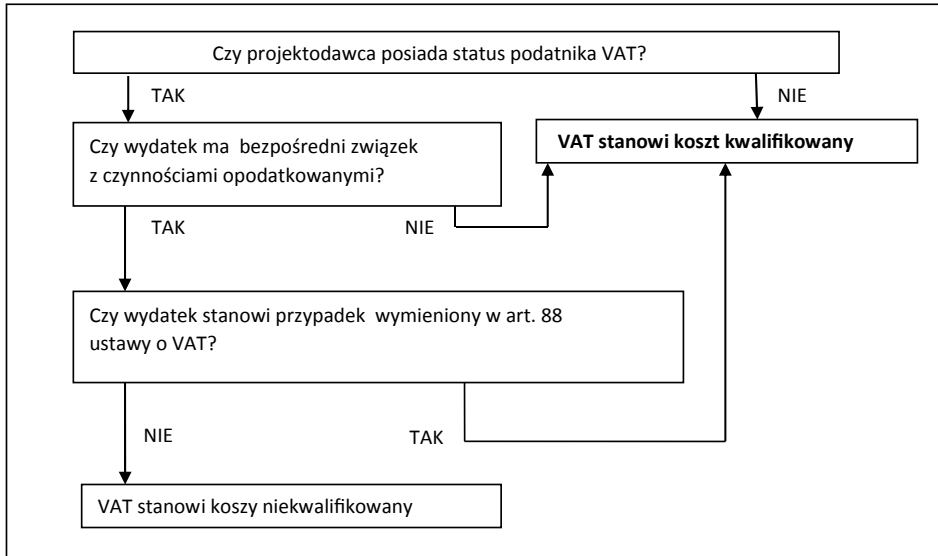 Czy projektodawca posiada status podatnika VAT?
TAK
NIE
Czy wydatek ma bezpośredni związek
z czynnościami opodatkowanymi?
VAT stanowi koszt kwalifikowany
TAK
NIE
Czy wydatek stanowi przypadek wymieniony w art. 88
ustawy o VAT?
NIE
TAK
VAT stanowi koszy niekwalifikowany